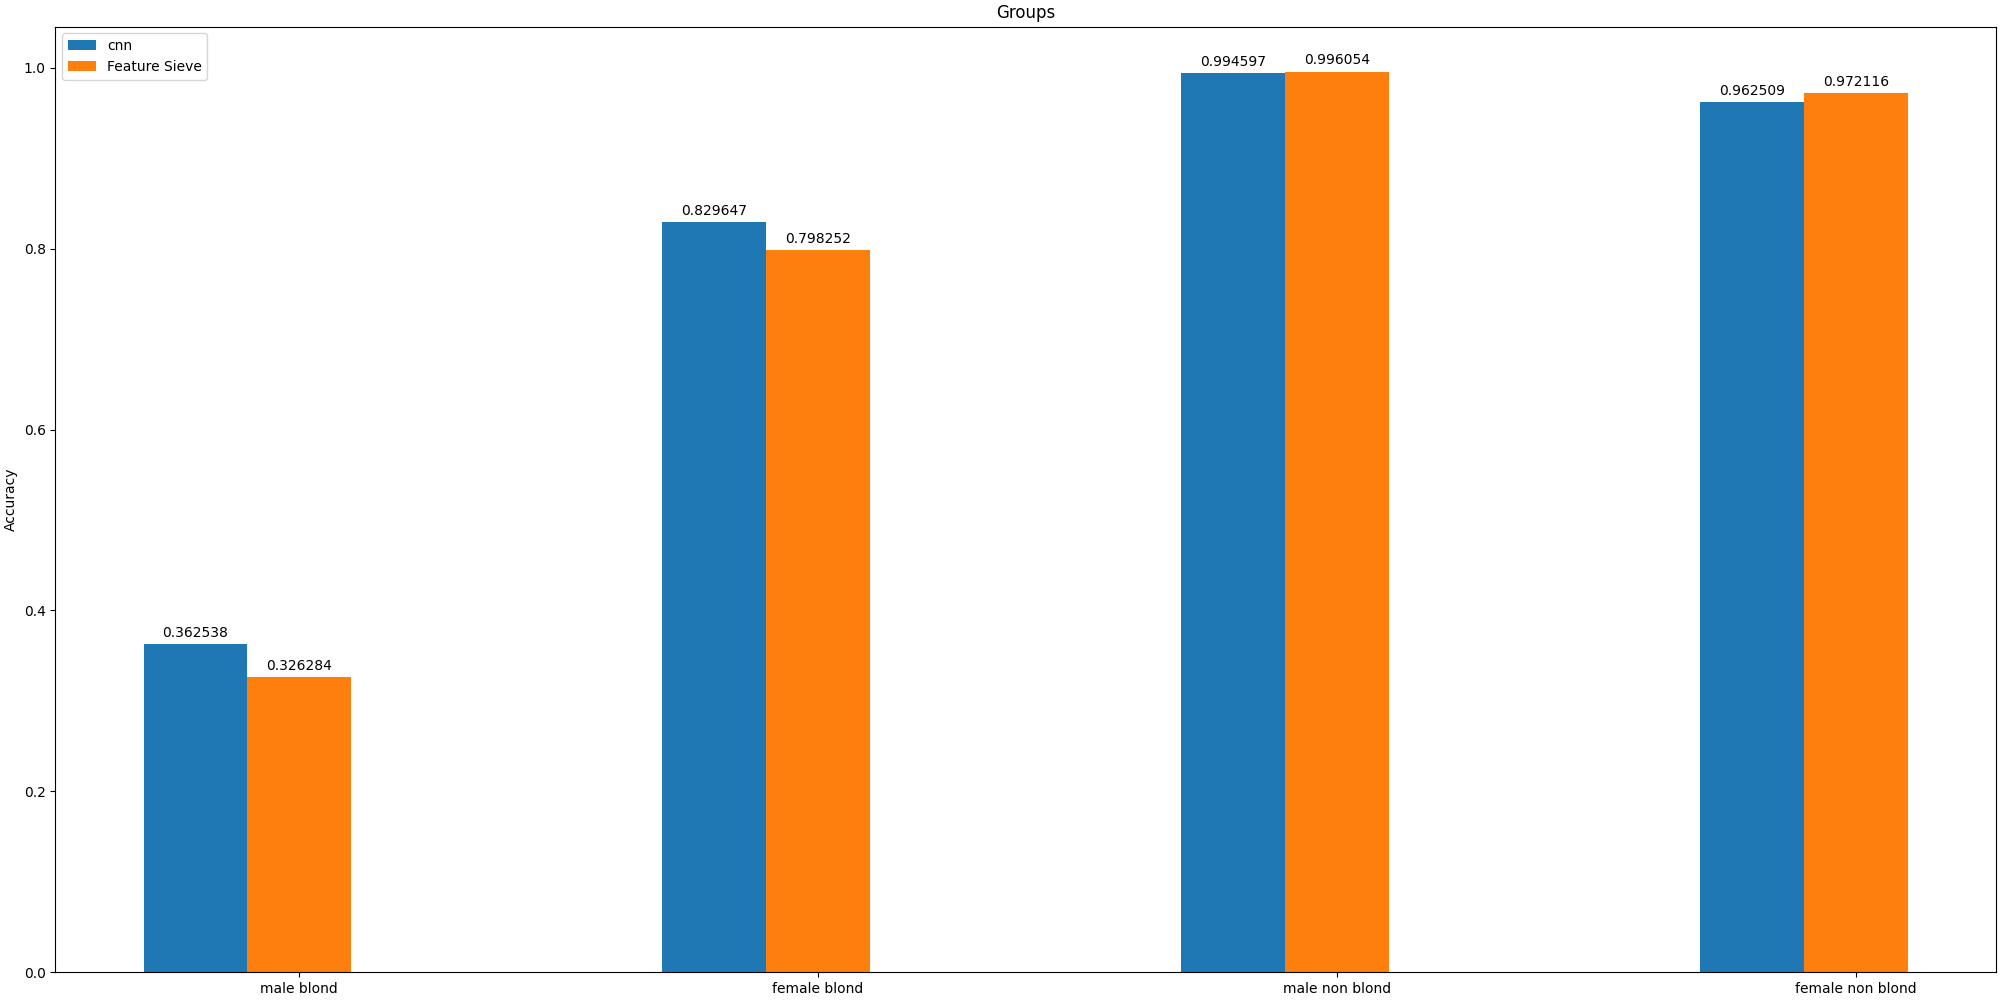 Groups
cnn
Feature Sieve
Accuracy
1.0
0.8
0.6
0.4
0.2
0.0
0.362538
0.326284
0.829647
0.798252
0.994597
0.996054
0.962509
0.972116
male blond
female blond
male non blond
female non blond